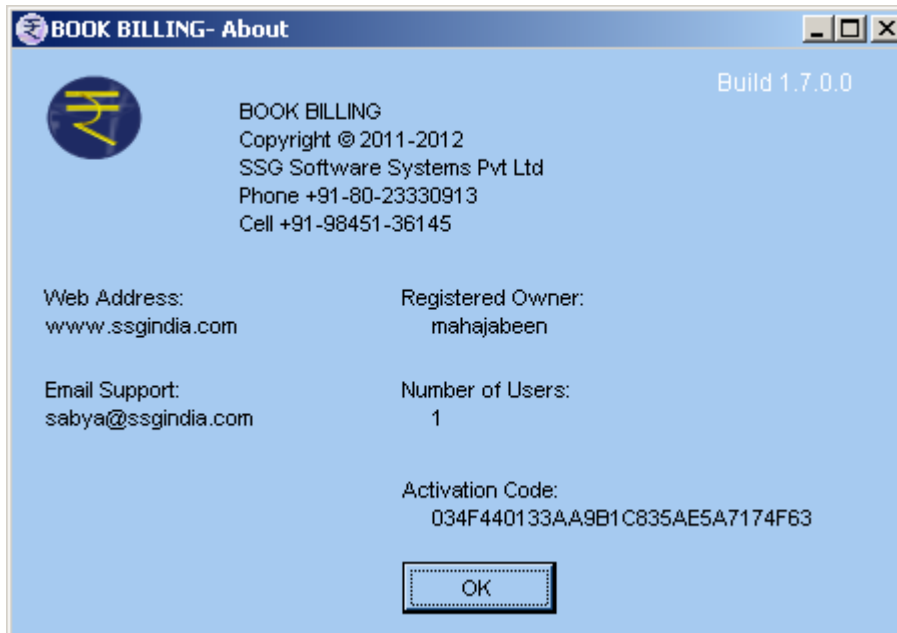 BOOK BILLING- About
Build 1.7.0.0
BOOK BILLING
Copyright © 2011-2012
SSG Software Systems Pvt Ltd
Phone +91-80-23330913
Cell +91-98451-36145
Web Address:
www.ssgindia.com
Registered Owner:
mahajabeen
Email Support:
sabya@ssgindia.com
Number of Users:
1
Activation Code:
034F440133AA9B1C835AE5A7174F63
OK